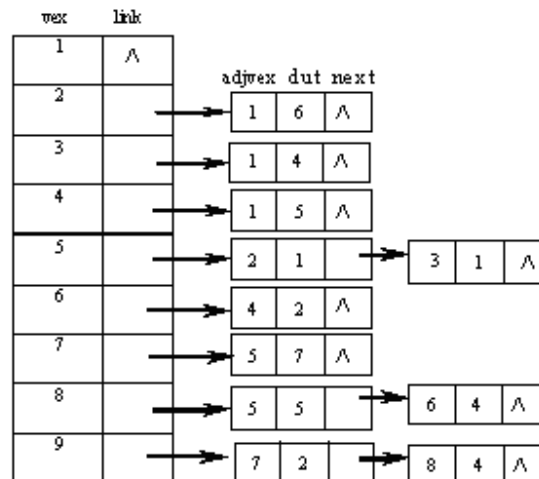 vex link
1 ∧
adjvex dut next
2 1 6 ∧
3 1 4 ∧
4 1 5 ∧
5 2 1 3 1 ∧
6 4 2 ∧
7 5 7 ∧
8 5 5 6 4 ∧
9 7 2 8 4 ∧